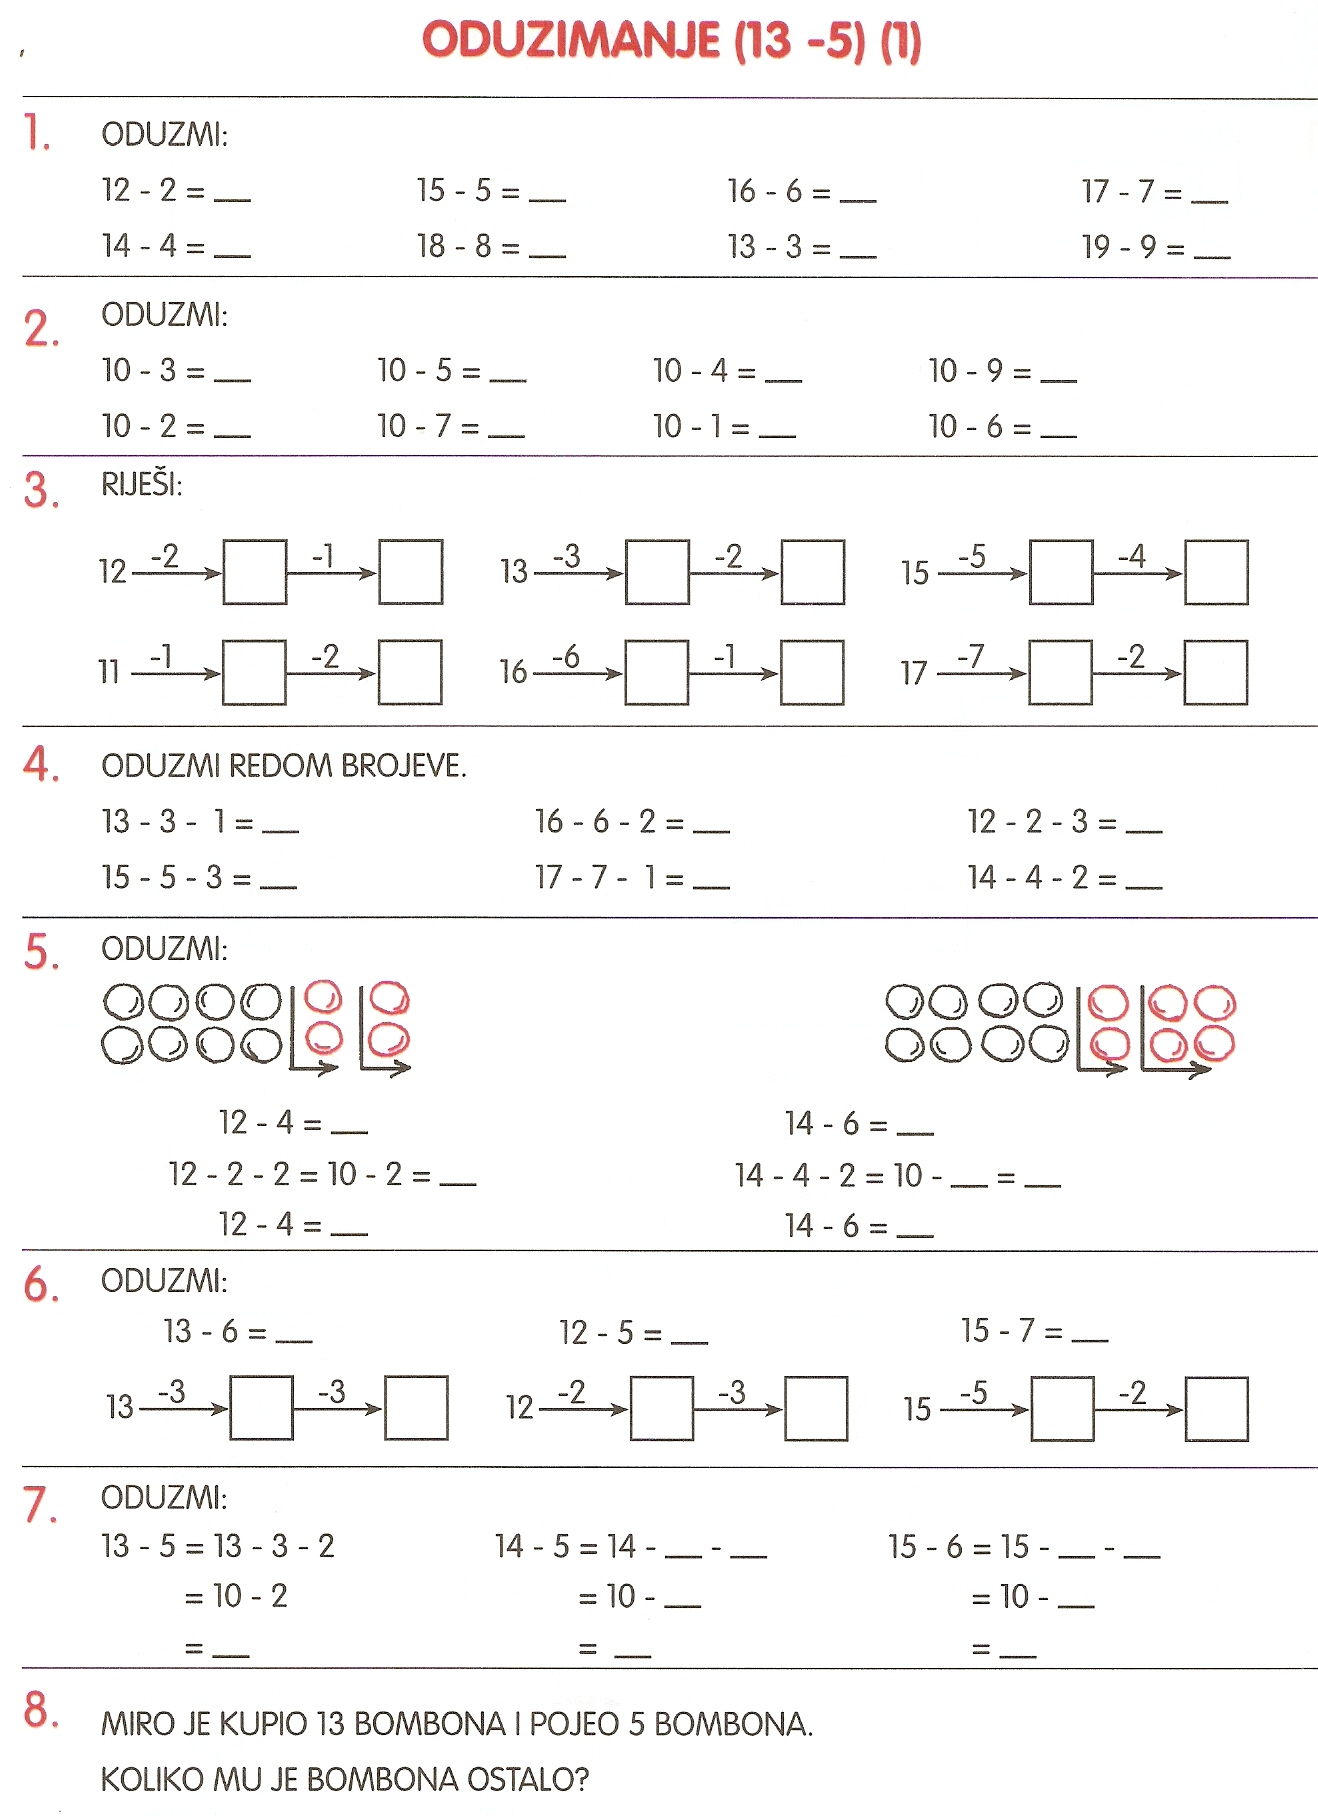 ODUZIMANJE (13 -5) (1)
1. ODUZMI:
12 - 2 = __ 15 - 5 = __ 16 - 6 = __ 17 - 7 = __
14 - 4 = __ 18 - 8 = __ 13 - 3 = __ 19 - 9 = __
2. ODUZMI:
10 - 3 = __ 10 - 5 = __ 10 - 4 = __ 10 - 9 = __
10 - 2 = __ 10 - 7 = __ 10 - 1 = __ 10 - 6 = __
3. RIJEŠI:
12 -2 -1 13 -3 -2 15 -5 -4
11 -1 -2 16 -6 -1 17 -7 -2
4. ODUZMI REDOM BROJEVE.
13 - 3 - 1 = __ 16 - 6 - 2 = __ 12 - 2 - 3 = __
15 - 5 - 3 = __ 17 - 7 - 1 = __ 14 - 4 - 2 = __
5. ODUZMI:
12 - 4 = __ 14 - 6 = __
12 - 2 - 2 = 10 - 2 = __ 14 - 4 - 2 = 10 - __ = __
12 - 4 = __ 14 - 6 = __
6. ODUZMI:
13 - 6 = __ 12 - 5 = __ 15 - 7 = __
13 -3 -3 12 -2 -3 15 -5 -2
7. ODUZMI:
13 - 5 = 13 - 3 - 2 14 - 5 = 14 - __ - __ 15 - 6 = 15 - __ - __
= 10 - 2 = 10 - __ = 10 - __
= __ = __ = __
8. MIRO JE KUPIO 13 BOMBONA I POJEO 5 BOMBONA.
KOLIKO MU JE BOMBONA OSTALO?